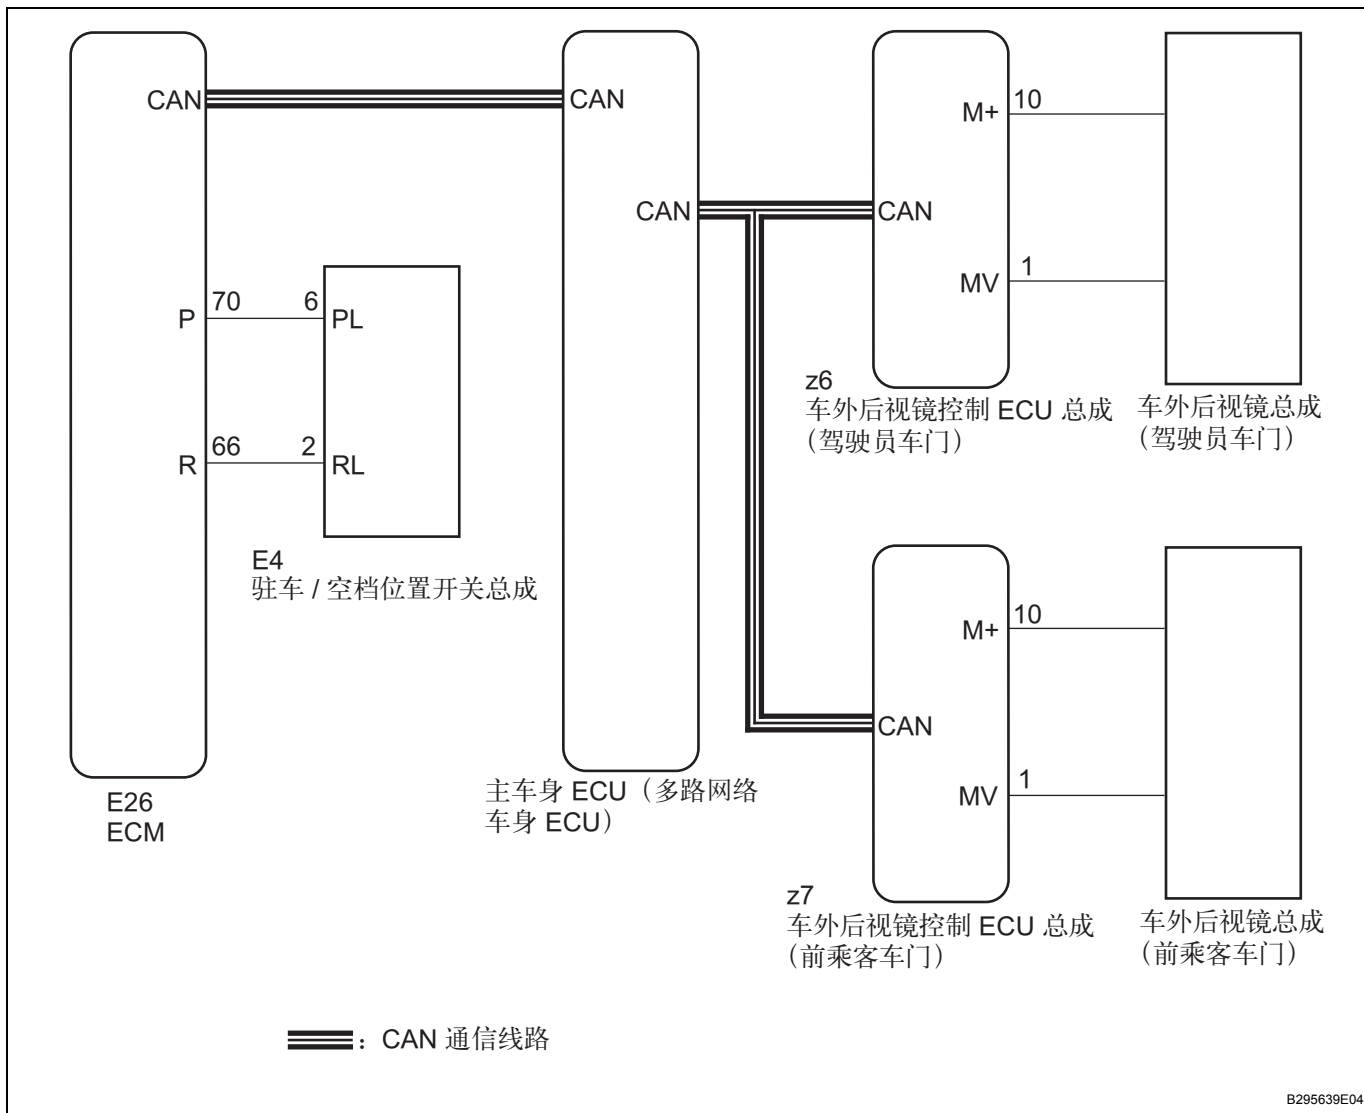 CAN
CAN
M+ 10
CAN
CAN
MV 1
P 70 6 PL
R 66 2 RL
E4
驻车 / 空档位置开关总成
E26
ECM
主车身 ECU（多路网络
车身 ECU）
z6
车外后视镜控制 ECU 总成
（驾驶员车门）
车外后视镜总成
（驾驶员车门）
M+ 10
CAN
MV 1
z7
车外后视镜控制 ECU 总成
（前乘客车门）
车外后视镜总成
（前乘客车门）
：CAN 通信线路
B295639E04